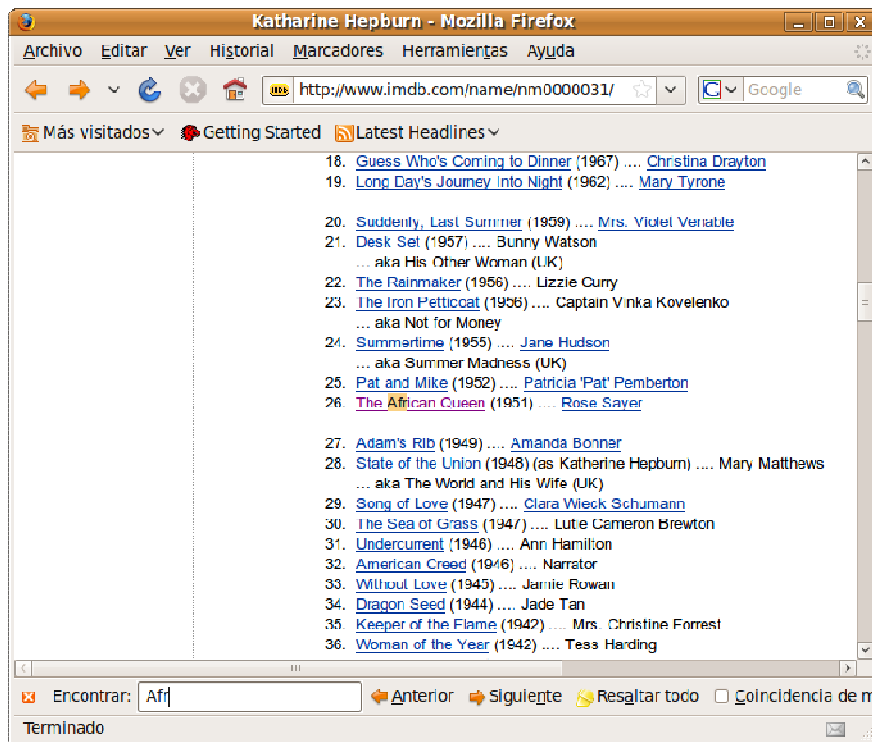 Katharine Hepburn - Mozilla Firefox
Archivo Editar Ver Historial Marcadores Herramientas Ayuda
http://www.imdb.com/name/nm0000031/ Google
Más visitados Getting Started Latest Headlines
18. Guess Who's Coming to Dinner (1967) .... Christina Drayton
19. Long Day's Journey Into Night (1962) .... Mary Tyrone
20. Suddenly, Last Summer (1959) .... Mrs. Violet Venable
21. Desk Set (1957) .... Bunny Watson
... aka His Other Woman (UK)
22. The Rainmaker (1956) .... Lizzie Curry
23. The Iron Petticoat (1956) .... Captain Vinka Kovelenko
... aka Not for Money
24. Summertime (1955) .... Jane Hudson
... aka Summer Madness (UK)
25. Pat and Mike (1952) .... Patricia 'Pat' Pemberton
26. The African Queen (1951) .... Rose Sayer
27. Adam's Rib (1949) .... Amanda Bonner
28. State of the Union (1948) (as Katherine Hepburn) .... Mary Matthews
... aka The World and His Wife (UK)
29. Song of Love (1947) .... Clara Wieck Schumann
30. The Sea of Grass (1947) .... Lutie Cameron Brewton
31. Undercurrent (1946) .... Ann Hamilton
32. American Creed (1946) .... Narrator
33. Without Love (1945) .... Jamie Rowan
34. Dragon Seed (1944) .... Jade Tan
35. Keeper of the Flame (1942) .... Mrs. Christine Forrest
36. Woman of the Year (1942) .... Tess Harding
Encontrar: Afr Anterior Siguiente Resaltar todo Coincidencia de m
Terminado